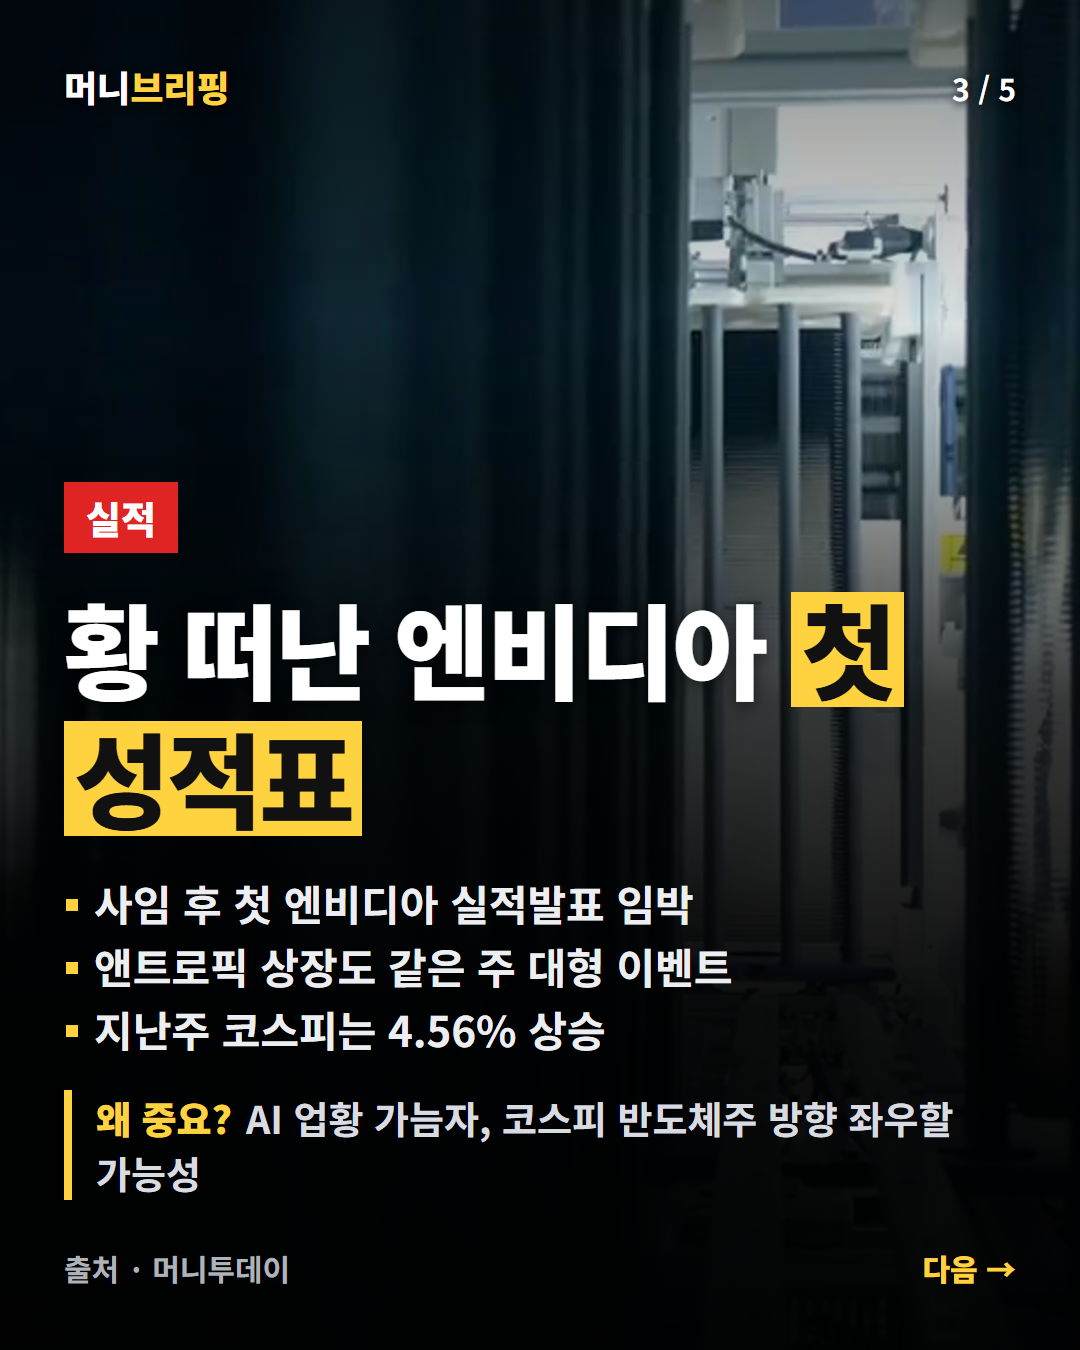 머니브리핑
3 / 5
실적
황 떠난 엔비디아 첫
성적표
사임 후 첫 엔비디아 실적발표 임박
앤트로픽 상장도 같은 주 대형 이벤트
지난주 코스피는 4.56% 상승
왜 중요? AI 업황 가늠자, 코스피 반도체주 방향 좌우할
가능성
출처 · 머니투데이
다음 →